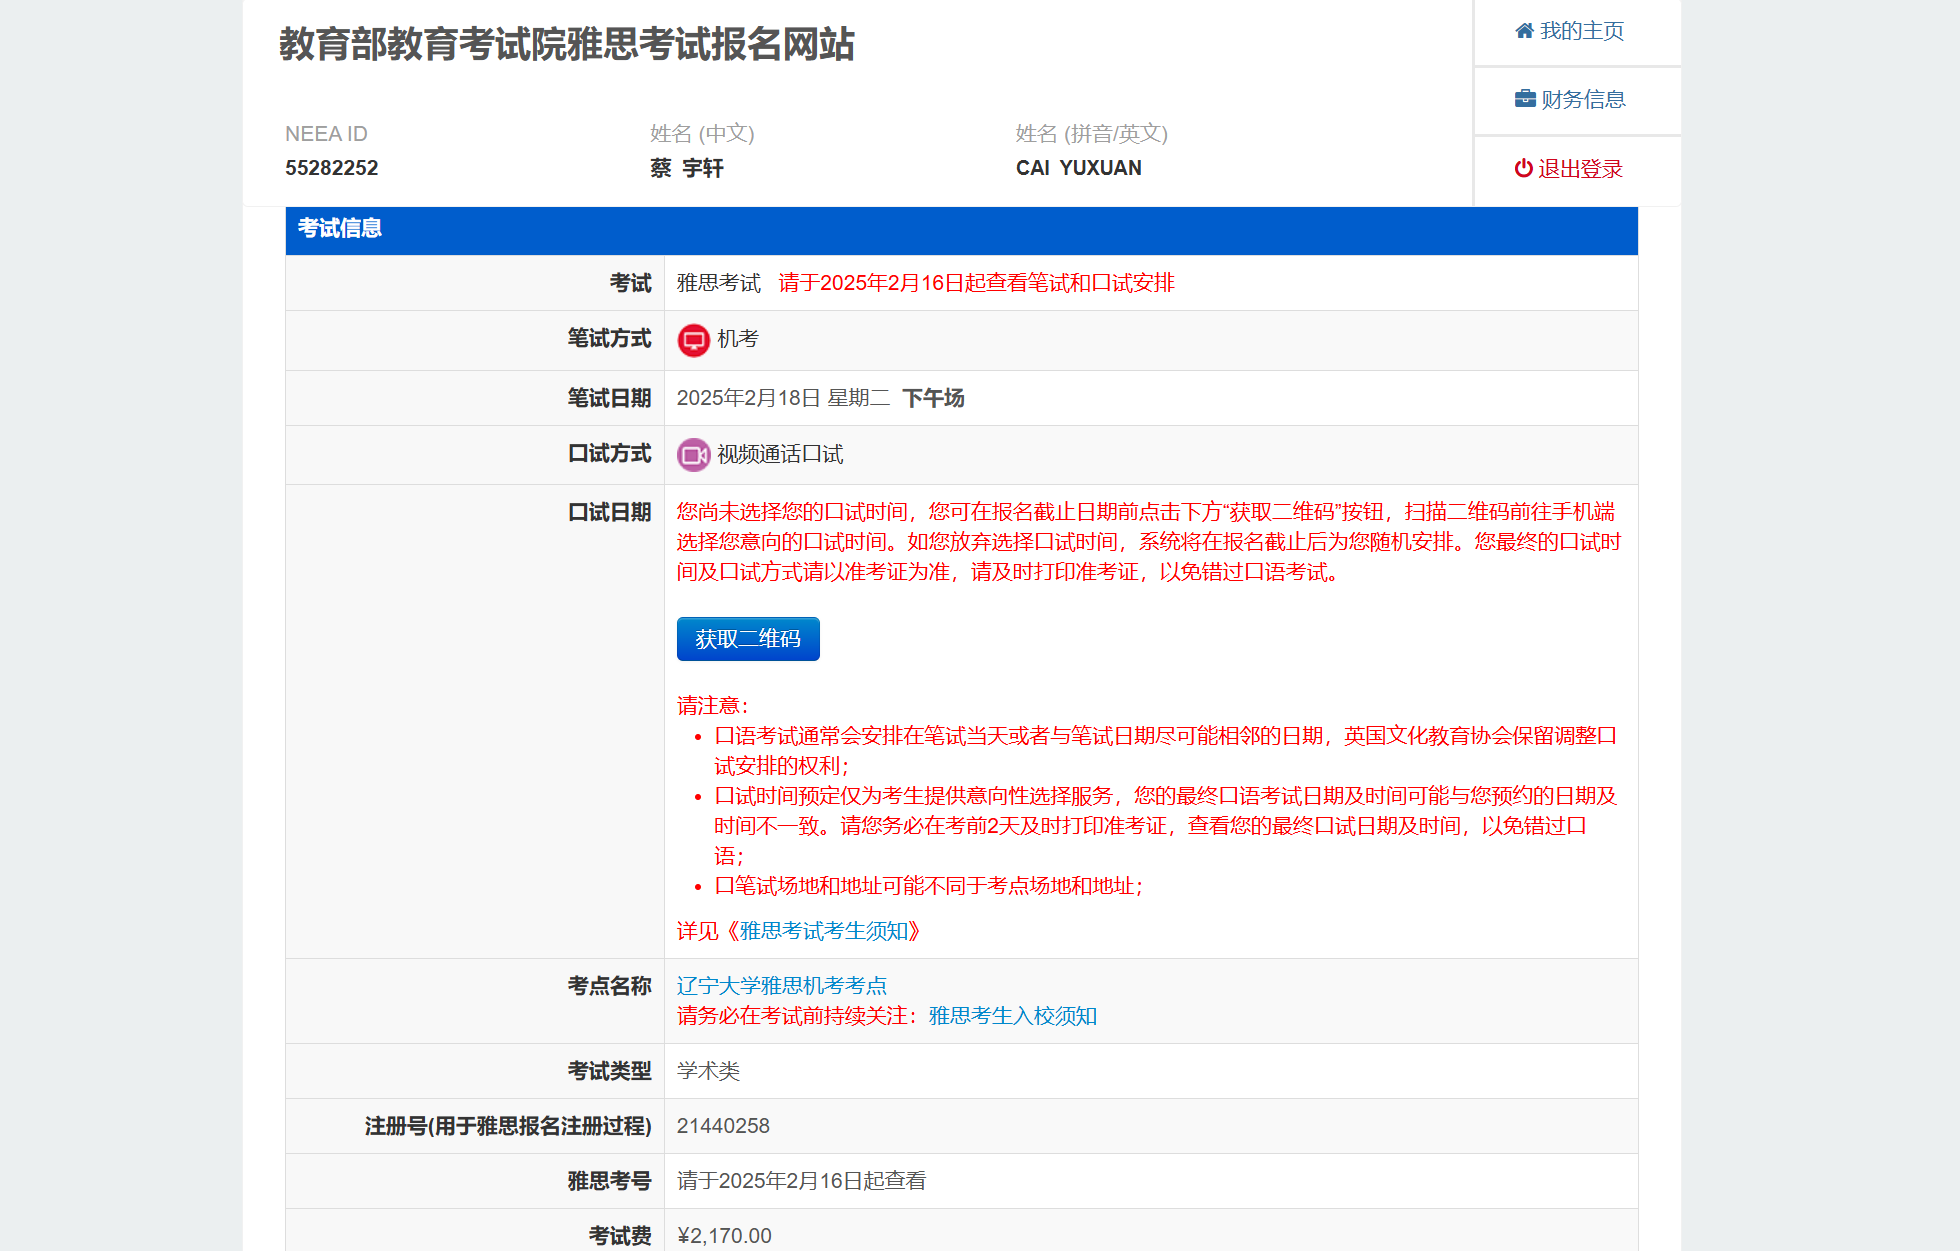 教育部教育考试院雅思考试报名网站
我的主页
财务信息
退出登录
NEEA ID
55282252
姓名 (中文)
蔡 宇轩
姓名 (拼音/英文)
CAI YUXUAN
考试信息
考试 雅思考试 请于2025年2月16日起查看笔试和口试安排
笔试方式 机考
笔试日期 2025年2月18日 星期二 下午场
口试方式 视频通话口试
口试日期 您尚未选择您的口试时间，您可在报名截止日期前点击下方“获取二维码”按钮，扫描二维码前往手机端
选择您意向的口试时间。如您放弃选择口试时间，系统将在报名截止后为您随机安排。您最终的口试时
间及口试方式请以准考证为准，请及时打印准考证，以免错过口语考试。
获取二维码
请注意：
• 口语考试通常会安排在笔试当天或者与笔试日期尽可能相邻的日期，英国文化教育协会保留调整口
试安排的权利；
• 口试时间预定仅为考生提供意向性选择服务，您的最终口语考试日期及时间可能与您预约的日期及
时间不一致。请您务必在考前2天及时打印准考证，查看您的最终口试日期及时间，以免错过口
语；
• 口笔试场地和地址可能不同于考点场地和地址；
详见《雅思考试考生须知》
考点名称 辽宁大学雅思机考考点
请务必在考试前持续关注：雅思考生入校须知
考试类型 学术类
注册号(用于雅思报名注册过程) 21440258
雅思考号 请于2025年2月16日起查看
考试费 ¥2,170.00